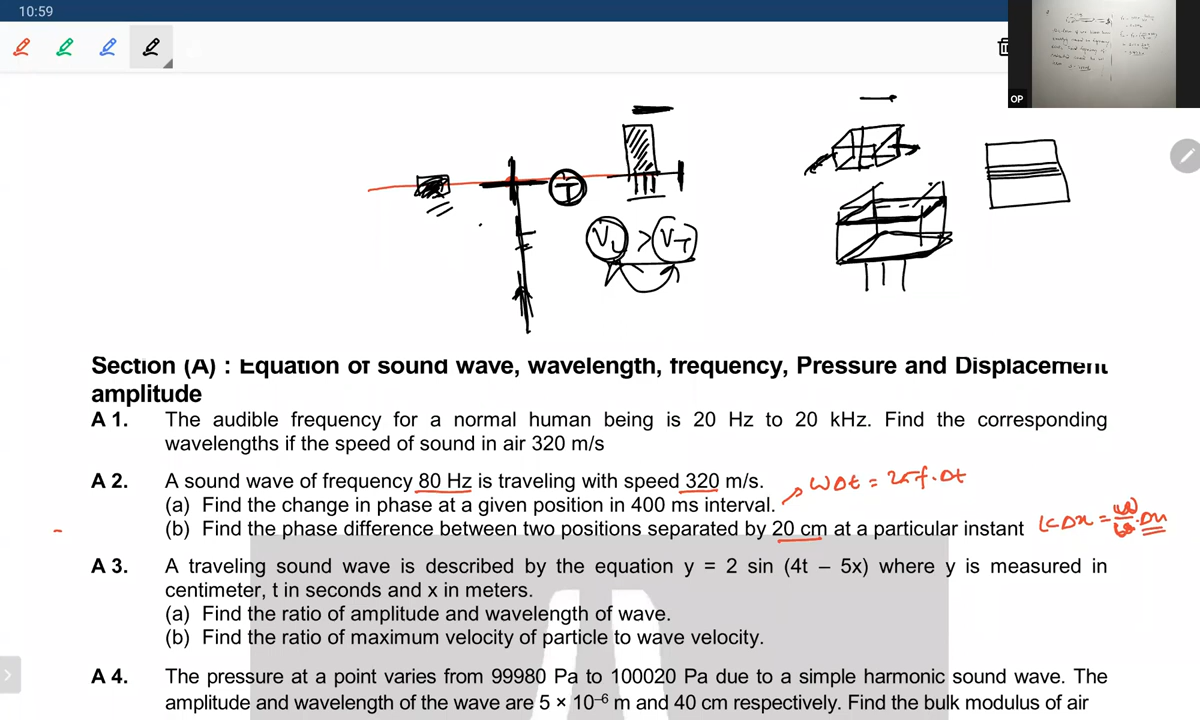 10:59
OP
T
V_L > V_T
Section (A) : Equation of sound wave, wavelength, frequency, Pressure and Displacement
amplitude
A 1. The audible frequency for a normal human being is 20 Hz to 20 kHz. Find the corresponding
wavelengths if the speed of sound in air 320 m/s
A 2. A sound wave of frequency 80 Hz is traveling with speed 320 m/s.
ωΔt = 2πf·Δt
(a) Find the change in phase at a given position in 400 ms interval.
(b) Find the phase difference between two positions separated by 20 cm at a particular instant
A 3. A traveling sound wave is described by the equation y = 2 sin (4t – 5x) where y is measured in
centimeter, t in seconds and x in meters.
(a) Find the ratio of amplitude and wavelength of wave.
(b) Find the ratio of maximum velocity of particle to wave velocity.
A 4. The pressure at a point varies from 99980 Pa to 100020 Pa due to a simple harmonic sound wave. The
amplitude and wavelength of the wave are 5 × 10⁻⁶ m and 40 cm respectively. Find the bulk modulus of air